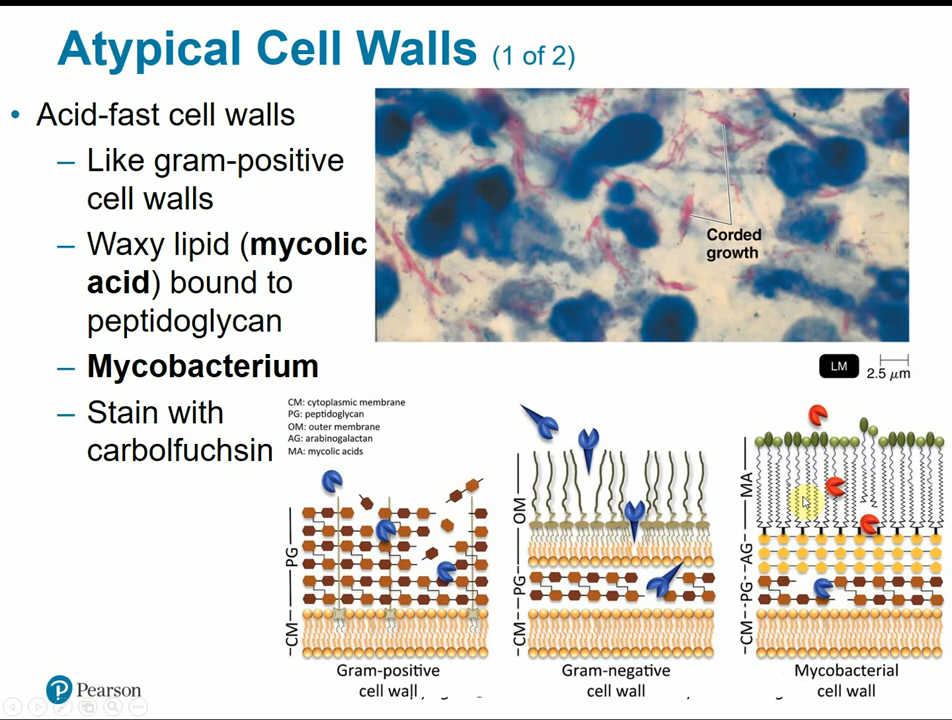 Atypical Cell Walls (1 of 2)
• Acid-fast cell walls
– Like gram-positive
cell walls
– Waxy lipid (mycolic
acid) bound to
peptidoglycan
– Mycobacterium
– Stain with
carbolfuchsin
Corded
growth
LM
2.5 μm
CM: cytoplasmic membrane
PG: peptidoglycan
OM: outer membrane
AG: arabinogalactan
MA: mycolic acids
PG
CM
Gram-positive
cell wall
OM
PG
CM
Gram-negative
cell wall
MA
AG
PG
CM
Mycobacterial
cell wall
P Pearson